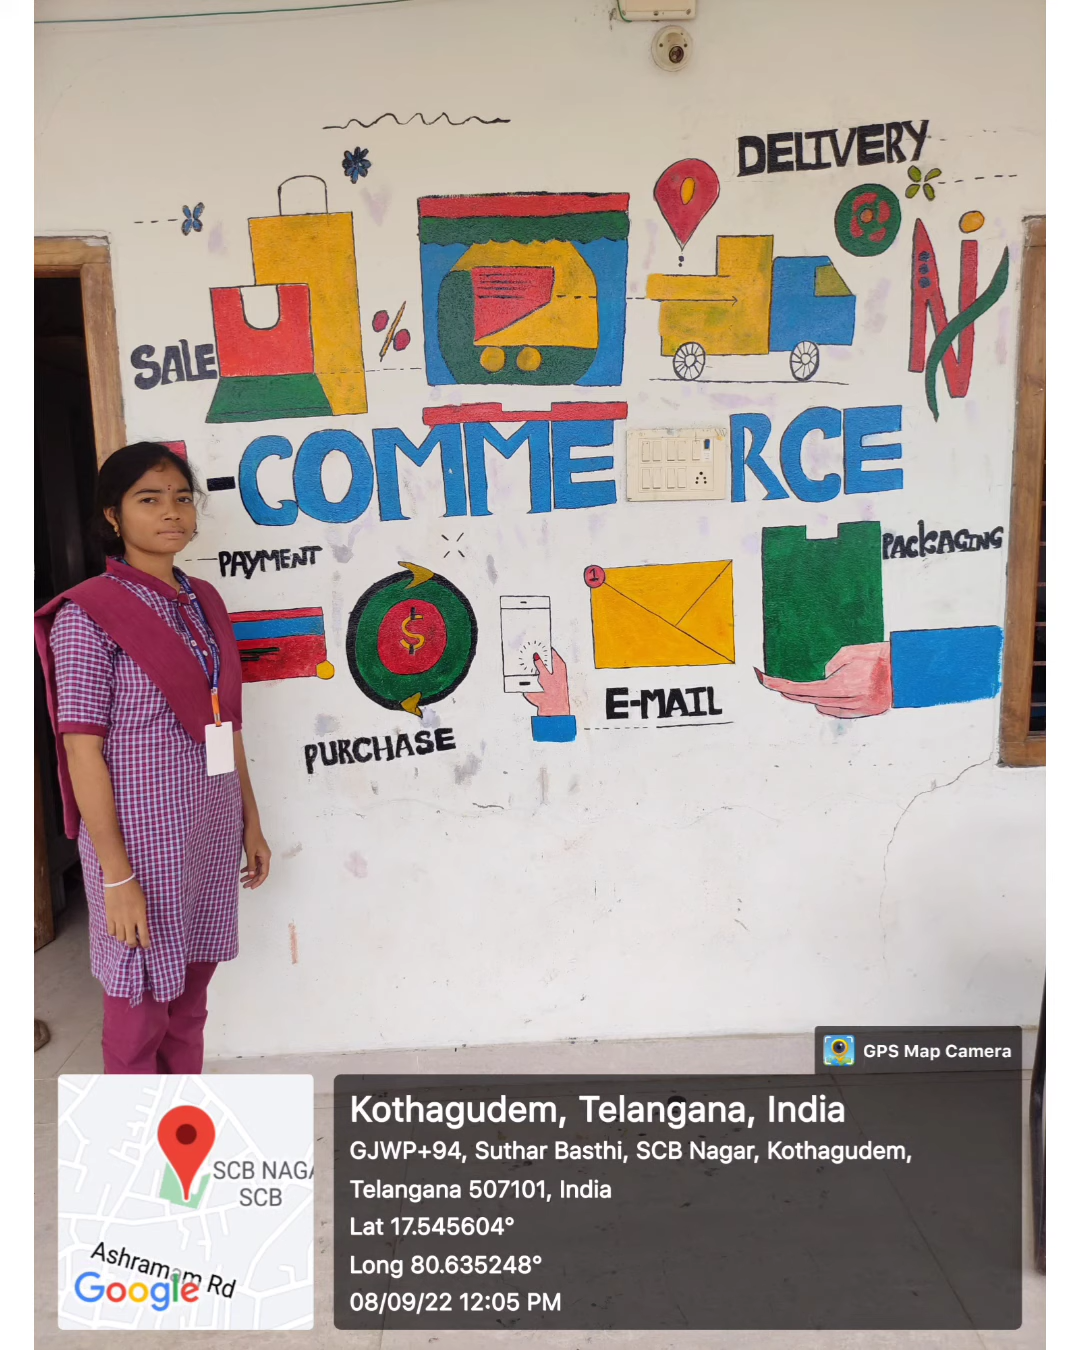 DELIVERY
SALE
%
-COMMERCE
PAYMENT
PACKAGING
$
1
E-MAIL
PURCHASE
GPS Map Camera
Kothagudem, Telangana, India
GJWP+94, Suthar Basthi, SCB Nagar, Kothagudem,
Telangana 507101, India
Lat 17.545604°
Long 80.635248°
08/09/22 12:05 PM
SCB NAGA
SCB
Ashramam Rd
Google